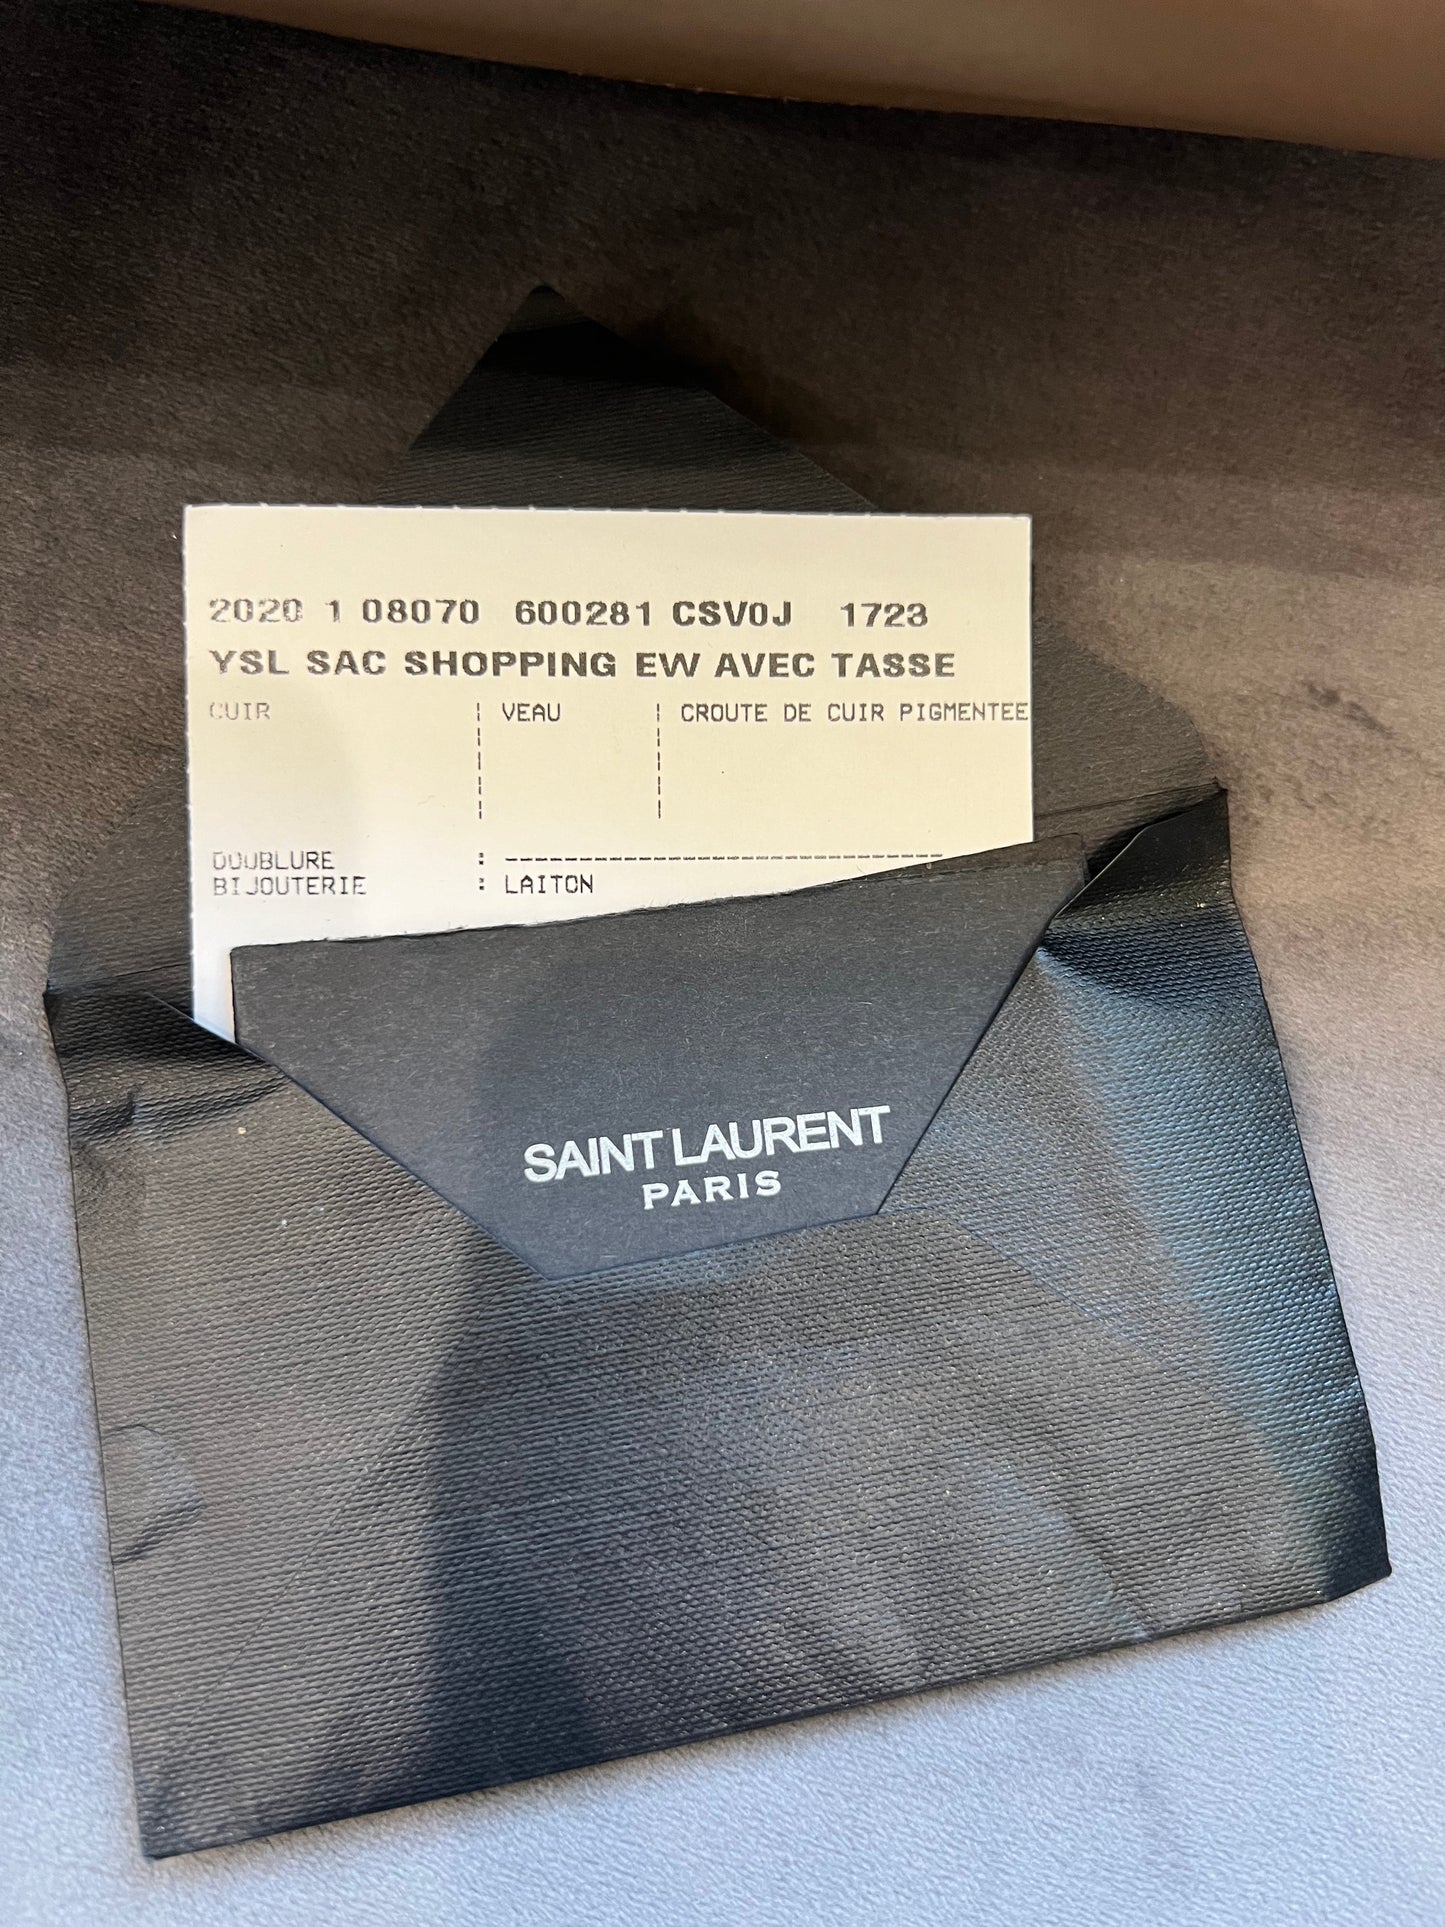 2020 1 08070 600281 CSV0J 1723
YSL SAC SHOPPING EW AVEC TASSE
CUIR ¦ VEAU ¦ CROUTE DE CUIR PIGMENTEE
DOUBLURE : ------------------------------
BIJOUTERIE : LAITON
SAINT LAURENT
PARIS